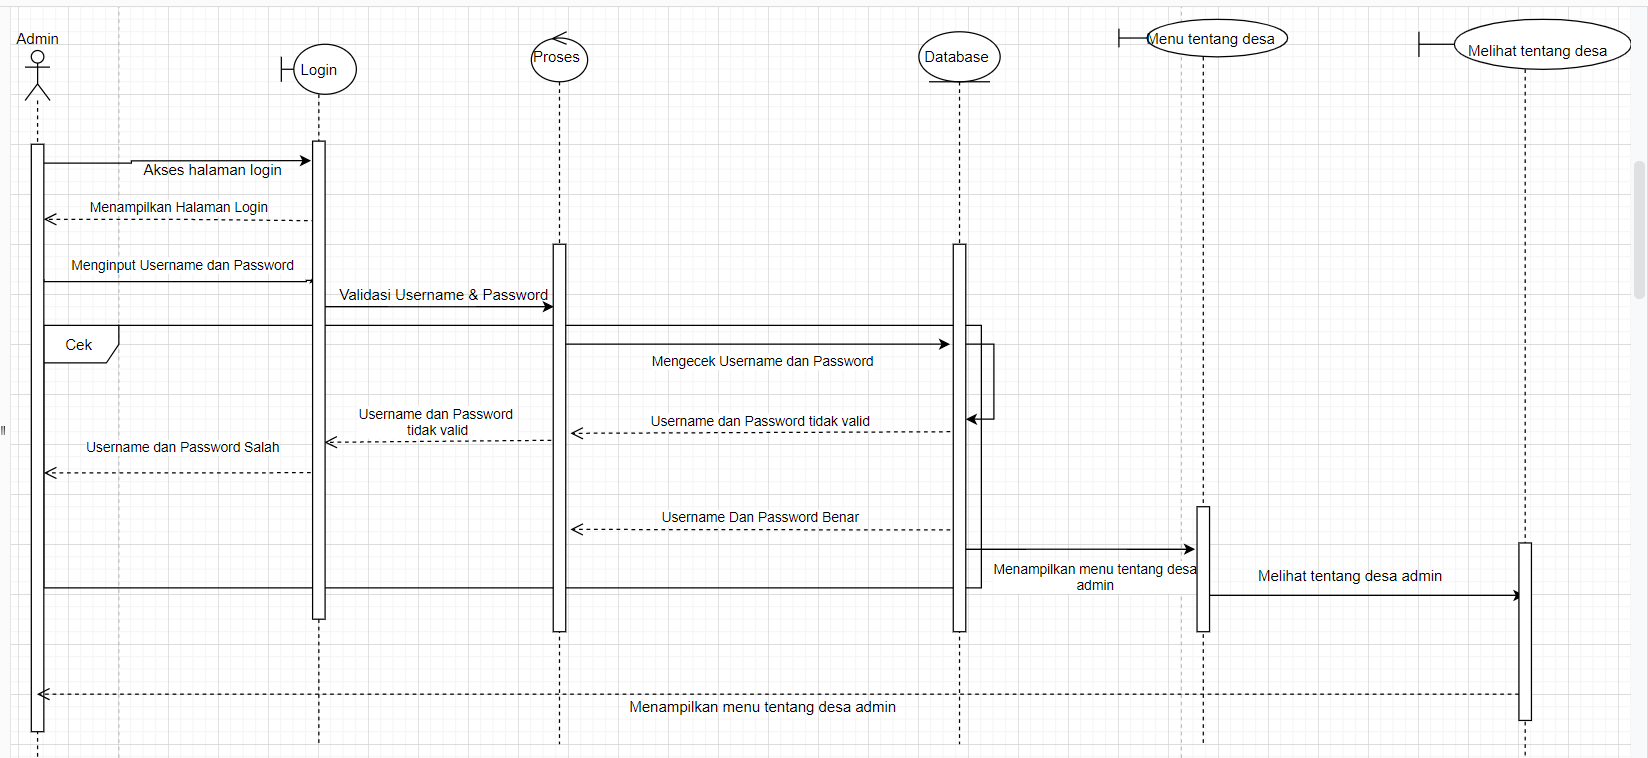 Admin
Login
Proses
Database
Menu tentang desa
Melihat tentang desa
Akses halaman login
Menampilkan Halaman Login
Menginput Username dan Password
Validasi Username & Password
Cek
Mengecek Username dan Password
Username dan Password
tidak valid
Username dan Password tidak valid
Username dan Password Salah
Username Dan Password Benar
Menampilkan menu tentang desa
admin
Melihat tentang desa admin
Menampilkan menu tentang desa admin